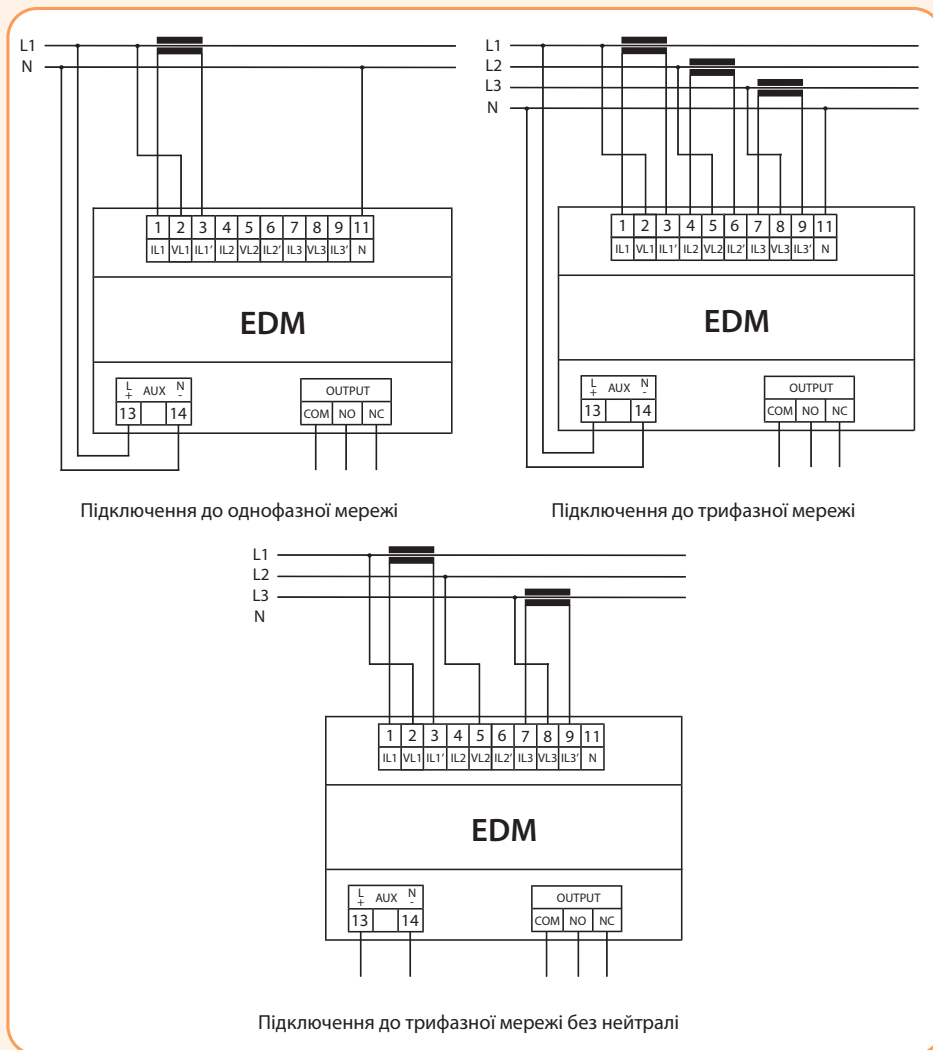 L1
N
1 2 3 4 5 6 7 8 9 11
IL1 VL1 IL1' IL2 VL2 IL2' IL3 VL3 IL3' N
EDM
L + AUX N -
13 14
OUTPUT
COM NO NC
Підключення до однофазної мережі
L1
L2
L3
N
1 2 3 4 5 6 7 8 9 11
IL1 VL1 IL1' IL2 VL2 IL2' IL3 VL3 IL3' N
EDM
L + AUX N -
13 14
OUTPUT
COM NO NC
Підключення до трифазної мережі
L1
L2
L3
N
1 2 3 4 5 6 7 8 9 11
IL1 VL1 IL1' IL2 VL2 IL2' IL3 VL3 IL3' N
EDM
L + AUX N -
13 14
OUTPUT
COM NO NC
Підключення до трифазної мережі без нейтралі